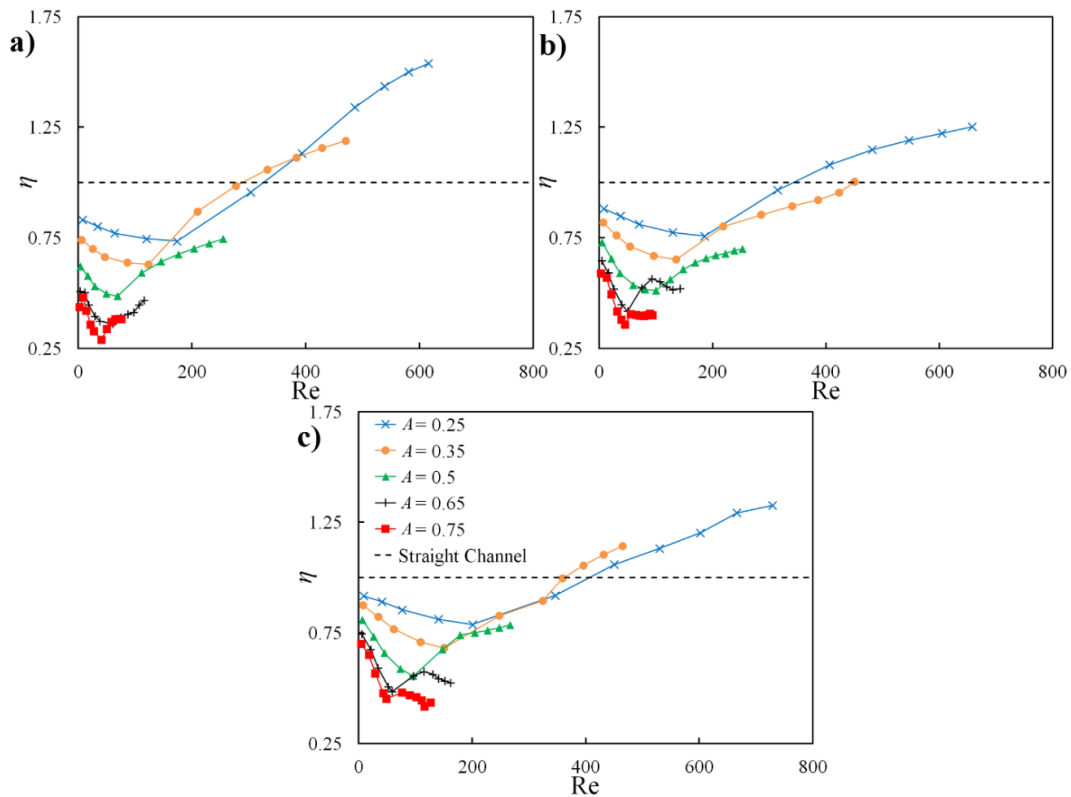 a)
1.75
1.25
η
0.75
0.25
0 200 400 600 800
Re
b)
1.75
1.25
η
0.75
0.25
0 200 400 600 800
Re
c)
1.75
1.25
η
0.75
0.25
A = 0.25
A = 0.35
A = 0.5
A = 0.65
A = 0.75
Straight Channel
0 200 400 600 800
Re